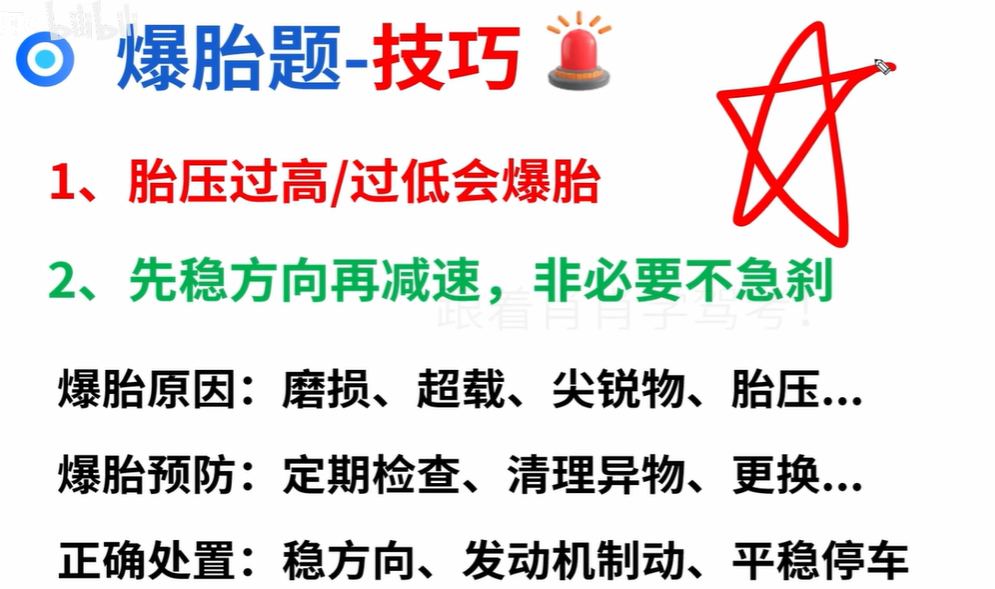 bilibili
爆胎题-技巧
1、胎压过高/过低会爆胎
2、先稳方向再减速，非必要不急刹
跟着肖肖学驾考！
爆胎原因：磨损、超载、尖锐物、胎压...
爆胎预防：定期检查、清理异物、更换...
正确处置：稳方向、发动机制动、平稳停车